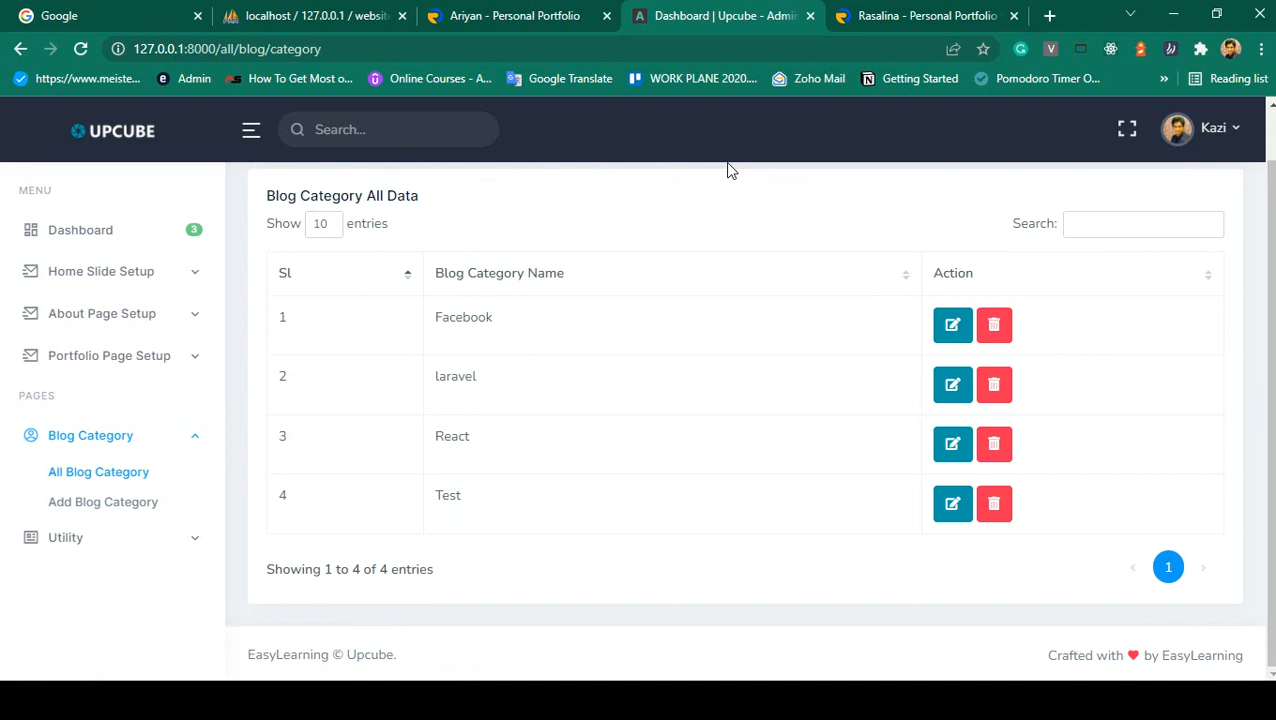 Google
localhost / 127.0.0.1 / websit
Ariyan - Personal Portfolio
Dashboard | Upcube - Admin
Rasalina - Personal Portfolio
127.0.0.1:8000/all/blog/category
https://www.meiste...
Admin
How To Get Most o...
Online Courses - A...
Google Translate
WORK PLANE 2020....
Zoho Mail
Getting Started
Pomodoro Timer O...
»
Reading list
UPCUBE
Search...
Kazi
MENU
Dashboard 3
Home Slide Setup
About Page Setup
Portfolio Page Setup
PAGES
Blog Category
All Blog Category
Add Blog Category
Utility
Blog Category All Data
Show 10 entries
Search:
Sl Blog Category Name Action
1 Facebook
2 laravel
3 React
4 Test
Showing 1 to 4 of 4 entries
1
EasyLearning © Upcube.
Crafted with ❤ by EasyLearning